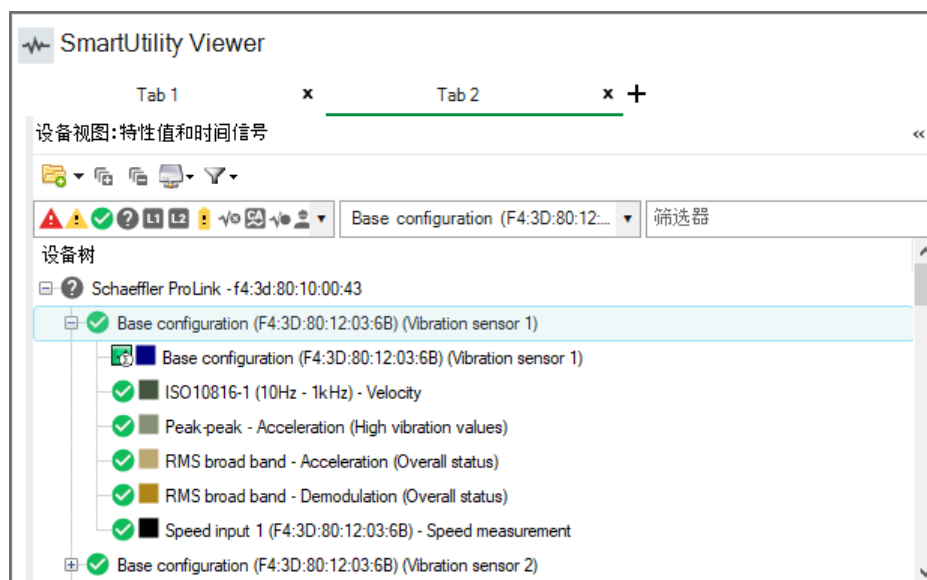 SmartUtility Viewer
Tab 1 x Tab 2 x +
设备视图:特性值和时间信号 «
L1 L2 CA Base configuration (F4:3D:80:12:... 筛选器
设备树
Schaeffler ProLink - f4:3d:80:10:00:43
Base configuration (F4:3D:80:12:03:6B) (Vibration sensor 1)
Base configuration (F4:3D:80:12:03:6B) (Vibration sensor 1)
ISO10816-1 (10Hz - 1kHz) - Velocity
Peak-peak - Acceleration (High vibration values)
RMS broad band - Acceleration (Overall status)
RMS broad band - Demodulation (Overall status)
Speed input 1 (F4:3D:80:12:03:6B) - Speed measurement
Base configuration (F4:3D:80:12:03:6B) (Vibration sensor 2)